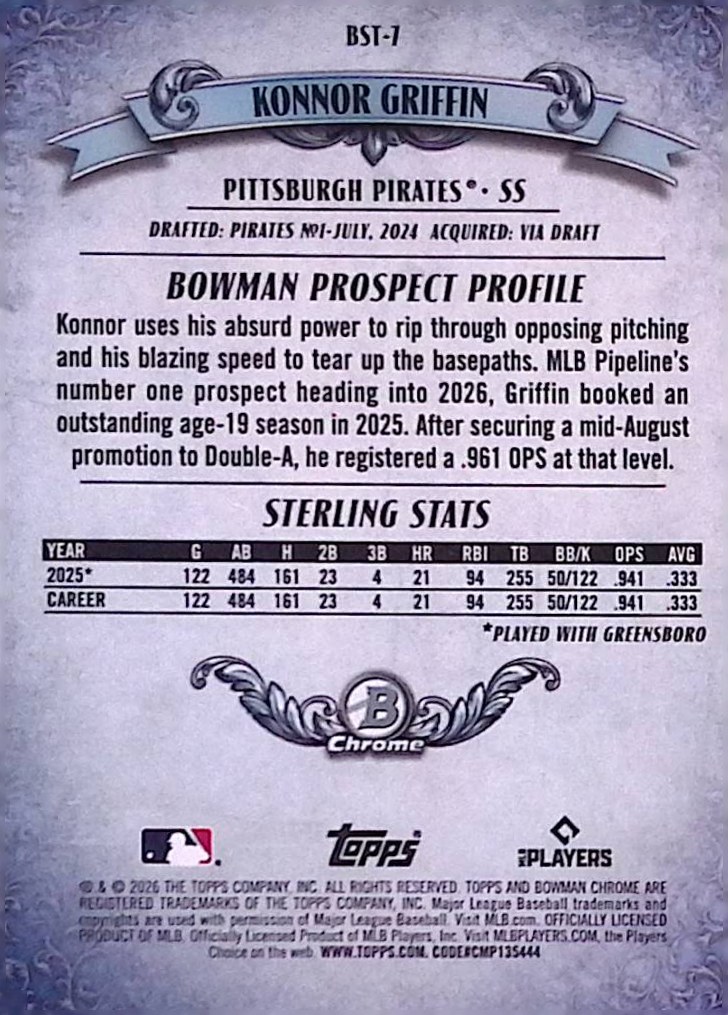 BST-7
KONNOR GRIFFIN
PITTSBURGH PIRATES® • SS
DRAFTED: PIRATES Nº1-JULY, 2024 ACQUIRED: VIA DRAFT
BOWMAN PROSPECT PROFILE
Konnor uses his absurd power to rip through opposing pitching
and his blazing speed to tear up the basepaths. MLB Pipeline's
number one prospect heading into 2026, Griffin booked an
outstanding age-19 season in 2025. After securing a mid-August
promotion to Double-A, he registered a .961 OPS at that level.
STERLING STATS
YEAR G AB H 2B 3B HR RBI TB BB/K OPS AVG
2025* 122 484 161 23 4 21 94 255 50/122 .941 .333
CAREER 122 484 161 23 4 21 94 255 50/122 .941 .333
*PLAYED WITH GREENSBORO
B
Chrome
Topps®
MLB PLAYERS
® & © 2026 THE TOPPS COMPANY, INC. ALL RIGHTS RESERVED. TOPPS AND BOWMAN CHROME ARE
REGISTERED TRADEMARKS OF THE TOPPS COMPANY, INC. Major League Baseball trademarks and
copyrights are used with permission of Major League Baseball. Visit MLB.com. OFFICIALLY LICENSED
PRODUCT OF MLB. Officially Licensed Product of MLB Players, Inc. Visit MLBPLAYERS.COM, the Players
Choice on the web. WWW.TOPPS.COM. CODE#CMP135444